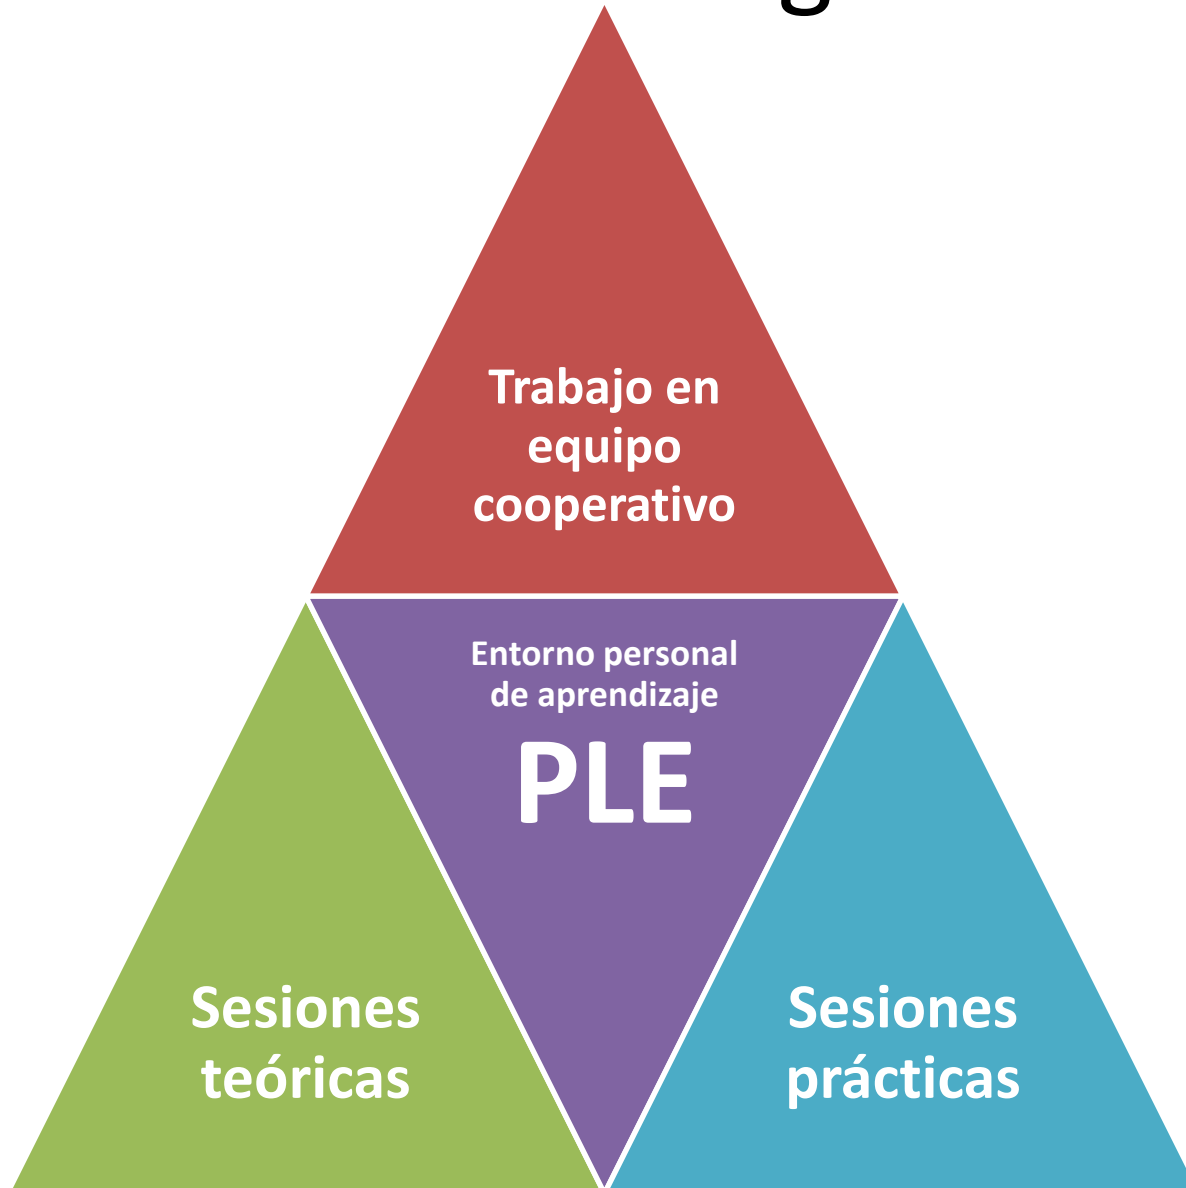 Trabajo en
equipo
cooperativo
Entorno personal
de aprendizaje
PLE
Sesiones
teóricas
Sesiones
prácticas